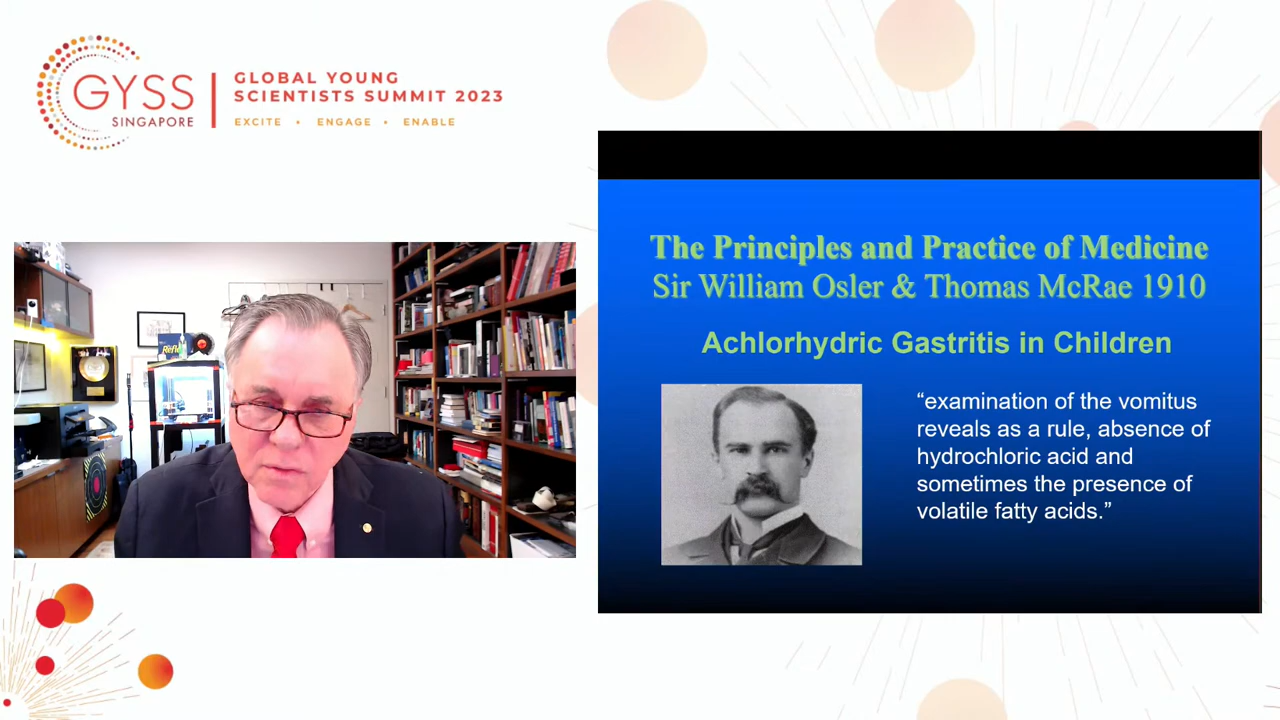 GYSS
SINGAPORE
GLOBAL YOUNG
SCIENTISTS SUMMIT 2023
EXCITE • ENGAGE • ENABLE
The Principles and Practice of Medicine
Sir William Osler & Thomas McRae 1910
Achlorhydric Gastritis in Children
“examination of the vomitus
reveals as a rule, absence of
hydrochloric acid and
sometimes the presence of
volatile fatty acids.”